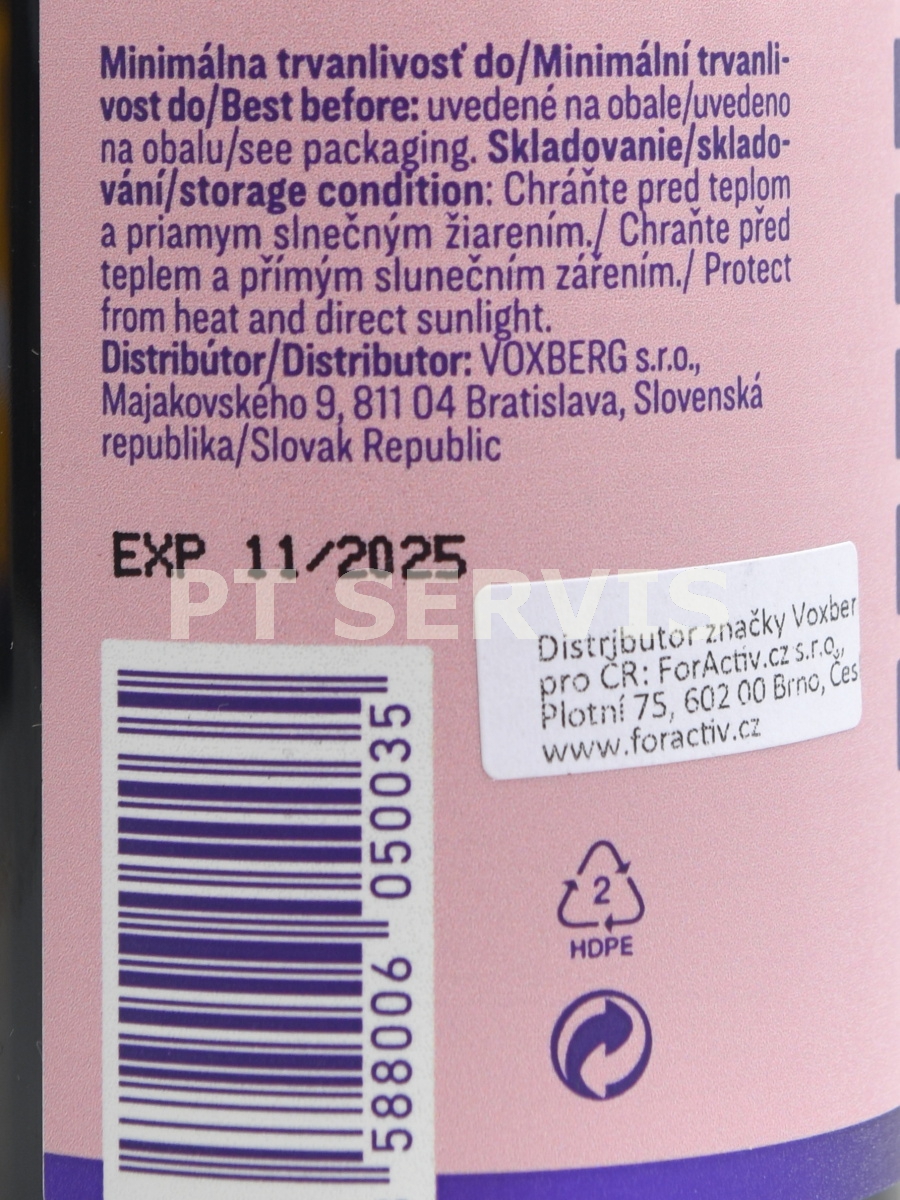 Minimálna trvanlivosť do/Minimální trvanli-
vost do/Best before: uvedené na obale/uvedeno
na obalu/see packaging. Skladovanie/sklado-
vání/storage condition: Chráňte pred teplom
a priamym slnečným žiarením./ Chraňte před
teplem a přímým slunečním zářením./ Protect
from heat and direct sunlight.
Distribútor/Distributor: VOXBERG s.r.o.,
Majakovského 9, 811 04 Bratislava, Slovenská
republika/Slovak Republic
EXP 11/2025
PT SERVIS
Distributor značky Voxber
pro ČR: ForActiv.cz s.r.o.,
Plotní 75, 602 00 Brno, Čes
www.foractiv.cz
588006 050035
2
HDPE